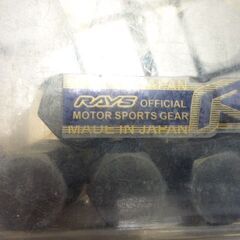 RAYS OFFICIAL
MOTOR SPORTS GEAR
MADE IN JAPAN